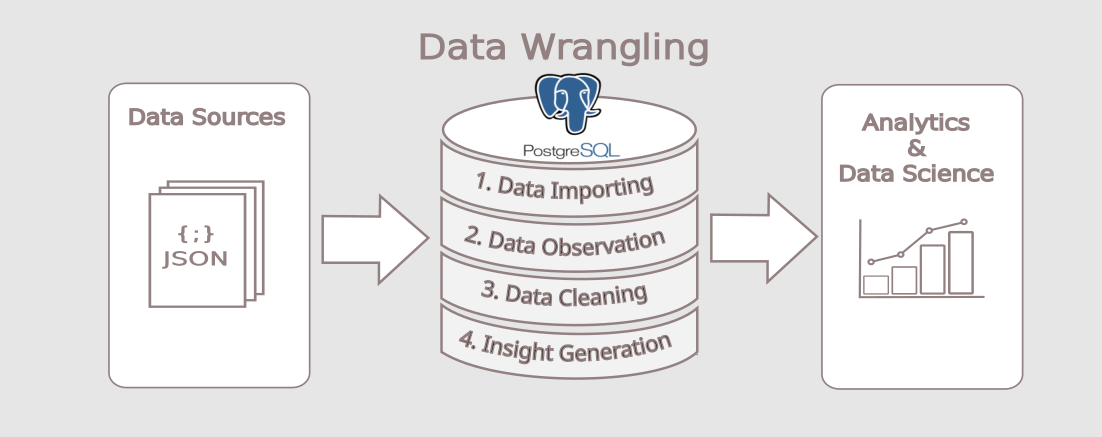 Data Wrangling
Data Sources
{;}
JSON
PostgreSQL
1. Data Importing
2. Data Observation
3. Data Cleaning
4. Insight Generation
Analytics
&
Data Science